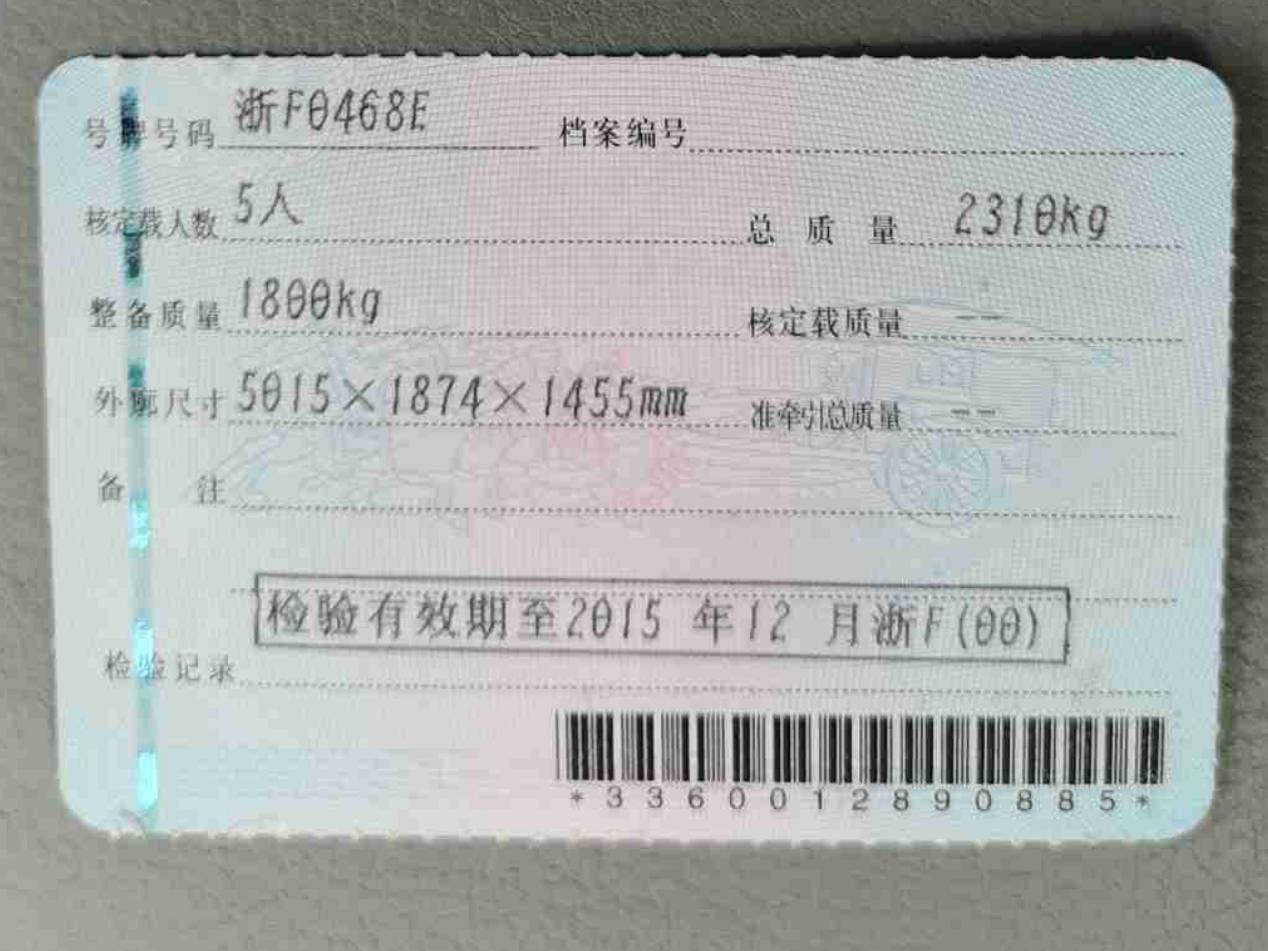 号牌号码 浙F0468E 档案编号
核定载人数 5人 总质量 2310kg
整备质量 1800kg 核定载质量 --
外廓尺寸 5015×1874×1455mm 准牵引总质量 --
备注
检验有效期至2015 年12 月浙F(00)
检验记录
*3360012890885*